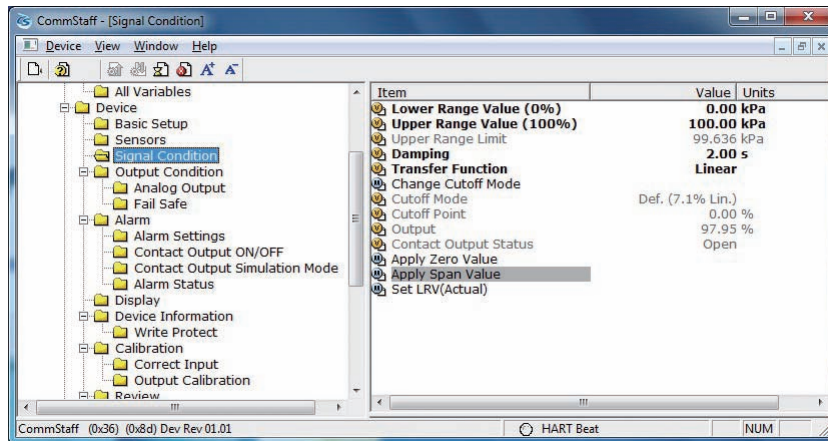 CommStaff - [Signal Condition]
Device View Window Help
All Variables
Device
Basic Setup
Sensors
Signal Condition
Output Condition
Analog Output
Fail Safe
Alarm
Alarm Settings
Contact Output ON/OFF
Contact Output Simulation Mode
Alarm Status
Display
Device Information
Write Protect
Calibration
Correct Input
Output Calibration
Review
Item Value Units
Lower Range Value (0%) 0.00 kPa
Upper Range Value (100%) 100.00 kPa
Upper Range Limit 99.636 kPa
Damping 2.00 s
Transfer Function Linear
Change Cutoff Mode
Cutoff Mode Def. (7.1% Lin.)
Cutoff Point 0.00 %
Output 97.95 %
Contact Output Status Open
Apply Zero Value
Apply Span Value
Set LRV(Actual)
CommStaff (0x36) (0x8d) Dev Rev 01.01 HART Beat NUM